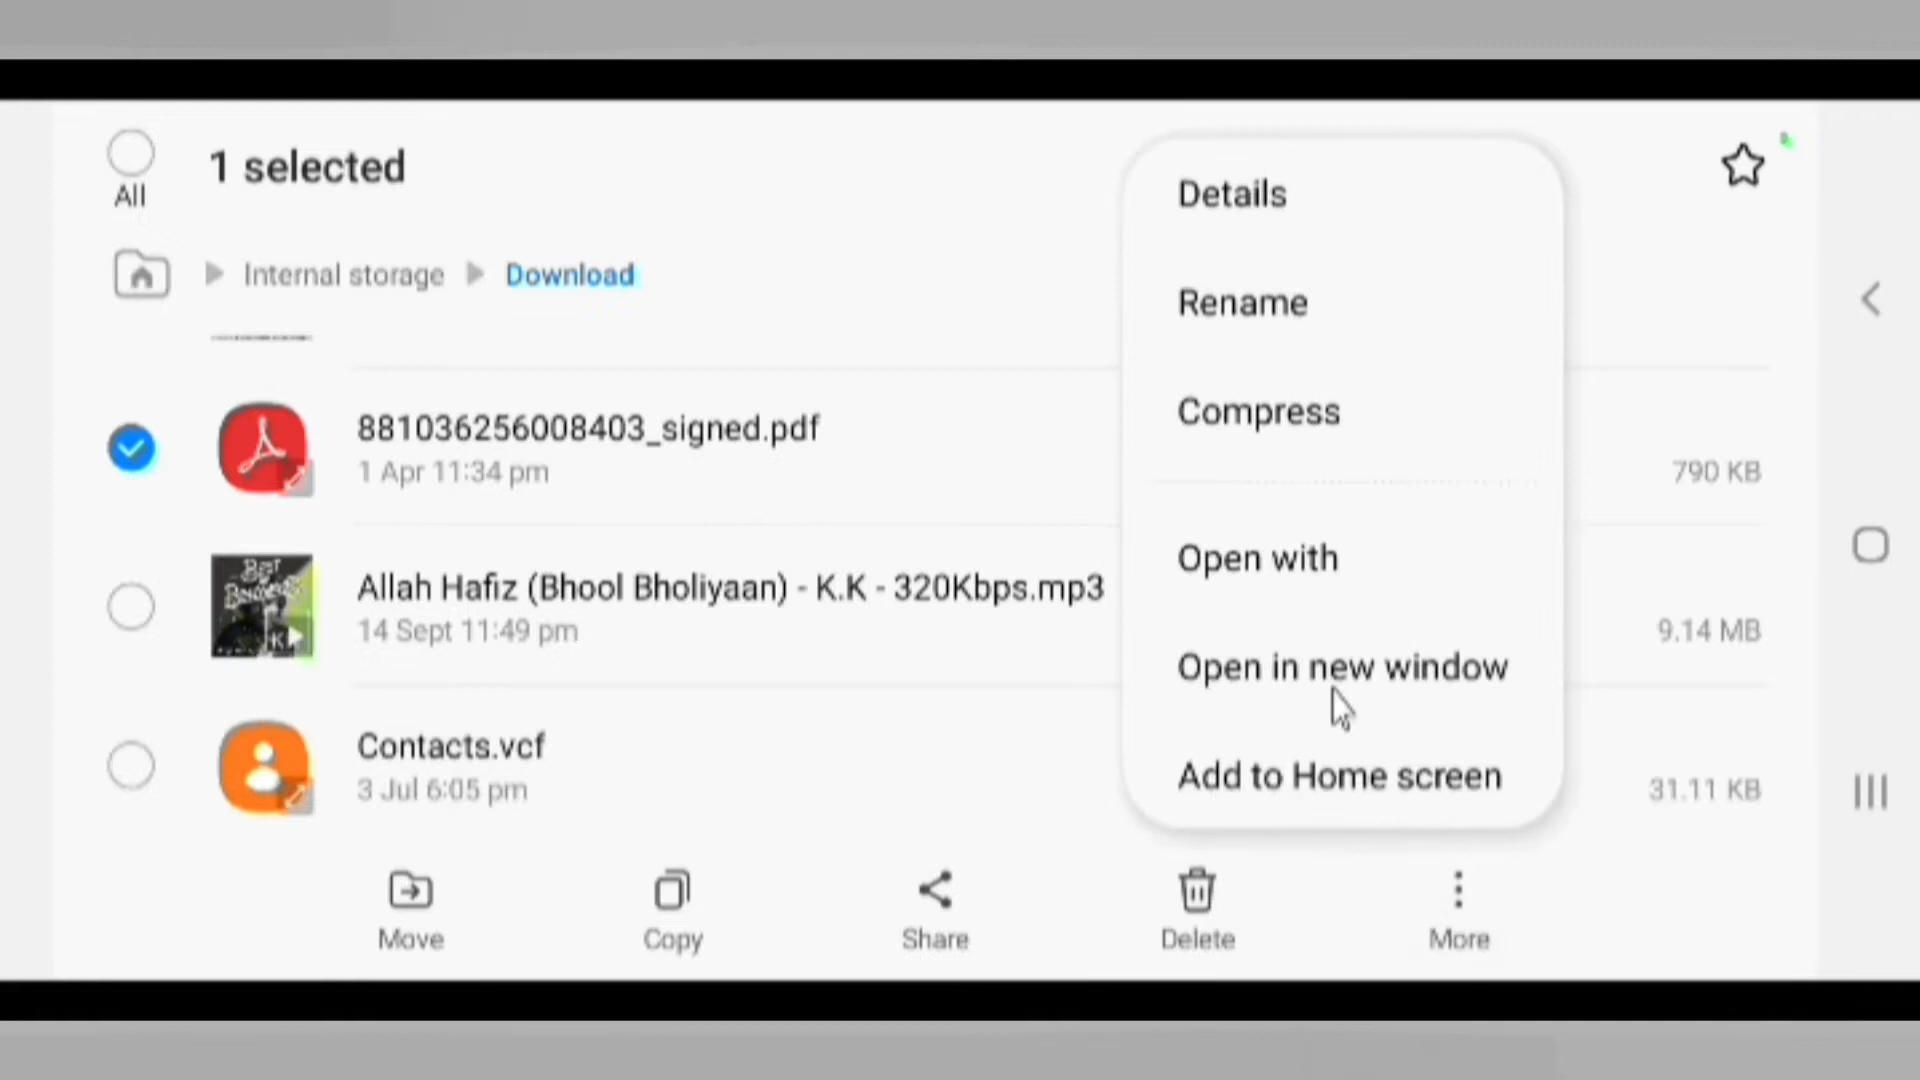 1 selected
All
Internal storage
Download
881036256008403_signed.pdf
1 Apr 11:34 pm
790 KB
Allah Hafiz (Bhool Bholiyaan) - K.K - 320Kbps.mp3
14 Sept 11:49 pm
9.14 MB
Contacts.vcf
3 Jul 6:05 pm
31.11 KB
Details
Rename
Compress
Open with
Open in new window
Add to Home screen
Move
Copy
Share
Delete
More